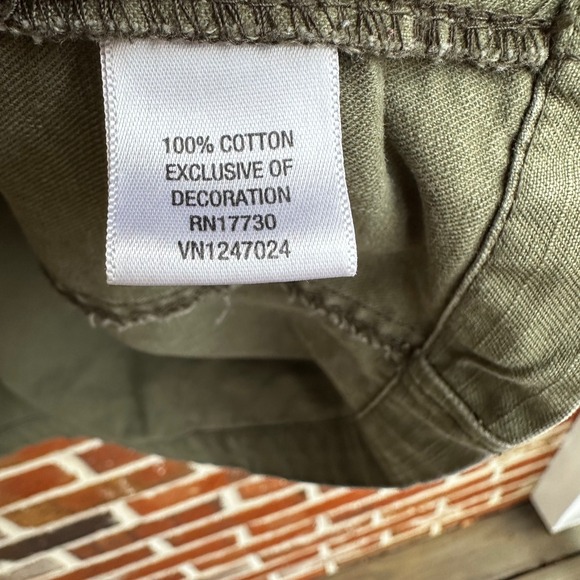 100% COTTON
EXCLUSIVE OF
DECORATION
RN17730
VN1247024